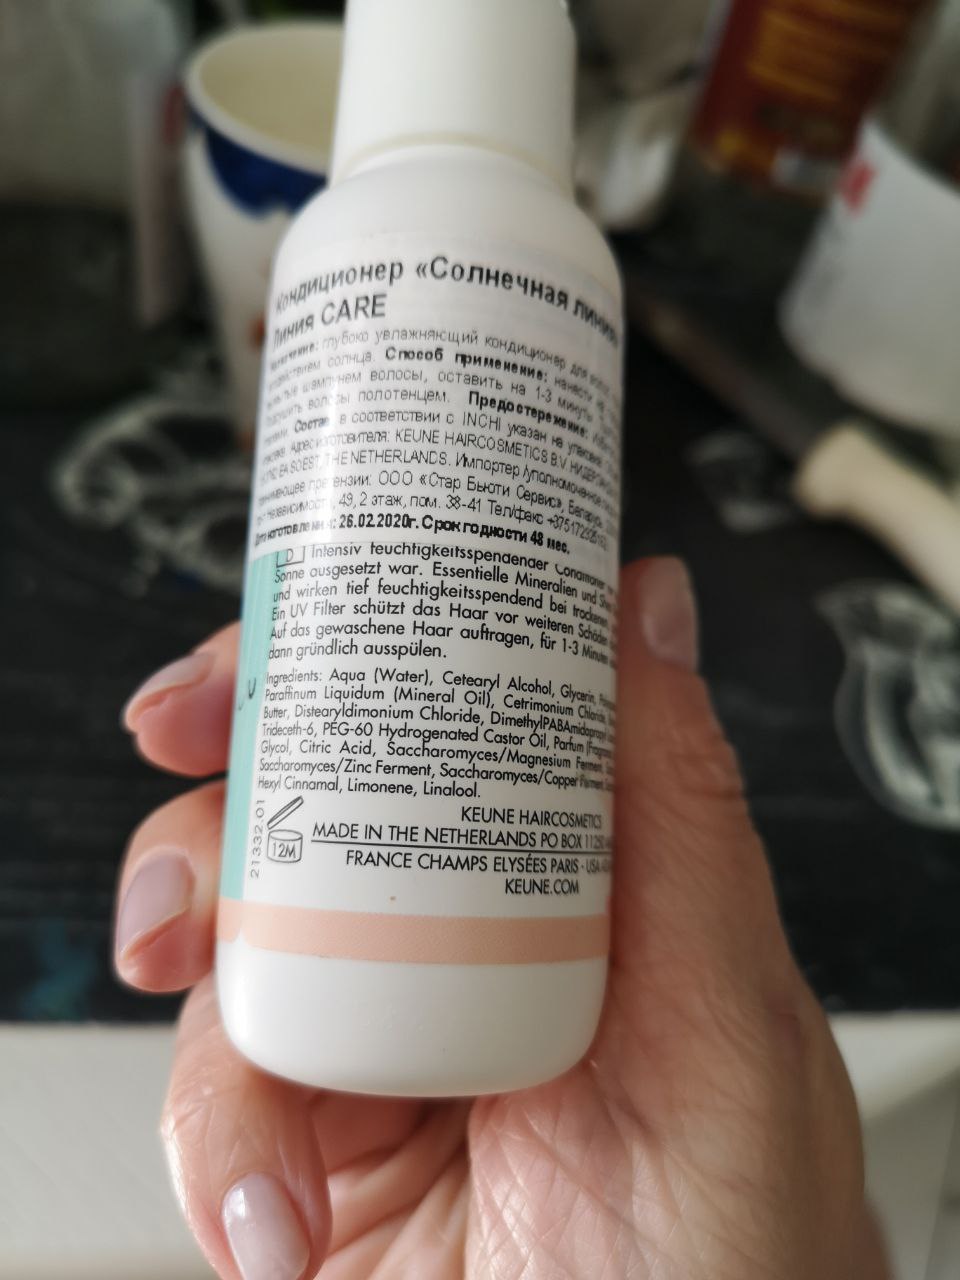 Кондиционер «Солнечная линия»
Линия CARE
глубоко увлажняющий кондиционер для
солнца. Способ применение: нанести
шампунем волосы, оставить на 1-3 минуты
волосы полотенцем. Предостережение:
Состав в соответствии с INCHI указан на
Адрес изготовителя: KEUNE HAIRCOSMETICS B.V.
SOEST, THE NETHERLANDS. Импортер /уполномоченное
претензии: ООО «Стар Бьюти Сервис»,
49, 2 этаж, пом. 38-41 Тел/факс
26.02.2020г. Срок годности 48 мес.
D Intensiv feuchtigkeitsspendender Conditioner
Sonne ausgesetzt war. Essentielle Mineralien und
und wirken tief feuchtigkeitsspendend bei trockenem,
Ein UV Filter schützt das Haar vor weiteren Schäden
Auf das gewaschene Haar auftragen, für 1-3 Minuten
dann gründlich ausspülen.
Ingredients: Aqua (Water), Cetearyl Alcohol, Glycerin,
Paraffinum Liquidum (Mineral Oil), Cetrimonium Chloride,
Butter, Distearyldimonium Chloride, DimethylPABAmidopropyl
Trideceth-6, PEG-60 Hydrogenated Castor Oil, Parfum (Fragrance
Glycol, Citric Acid, Saccharomyces/Magnesium Ferment,
Saccharomyces/Zinc Ferment, Saccharomyces/Copper Ferment,
Hexyl Cinnamal, Limonene, Linalool.
21332.01
12M
KEUNE HAIRCOSMETICS
MADE IN THE NETHERLANDS PO BOX
FRANCE CHAMPS ELYSÉES PARIS - USA
KEUNE.COM